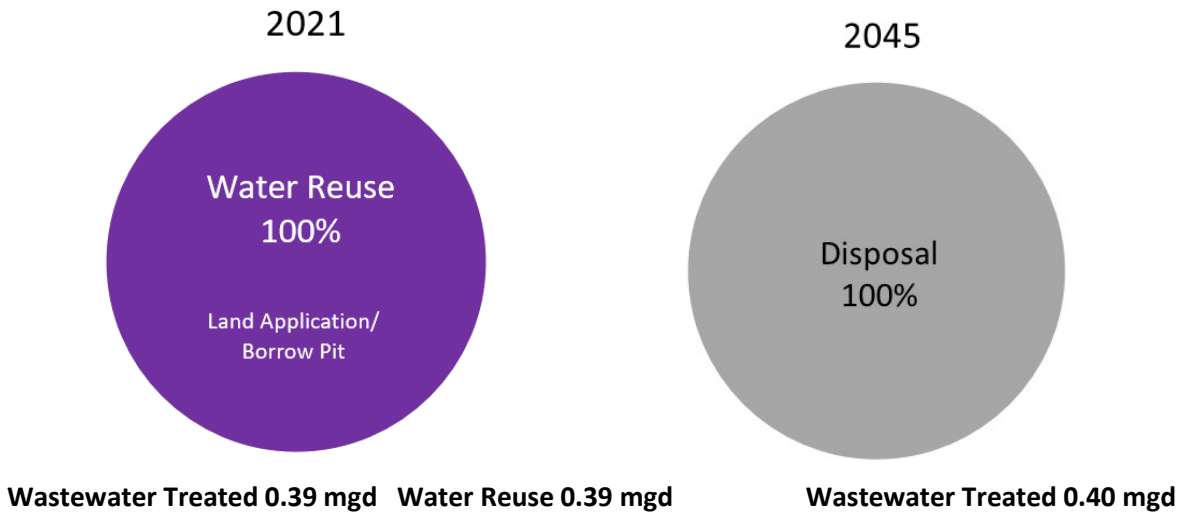 2021
2045
Water Reuse
100%
Land Application/
Borrow Pit
Disposal
100%
Wastewater Treated 0.39 mgd Water Reuse 0.39 mgd
Wastewater Treated 0.40 mgd